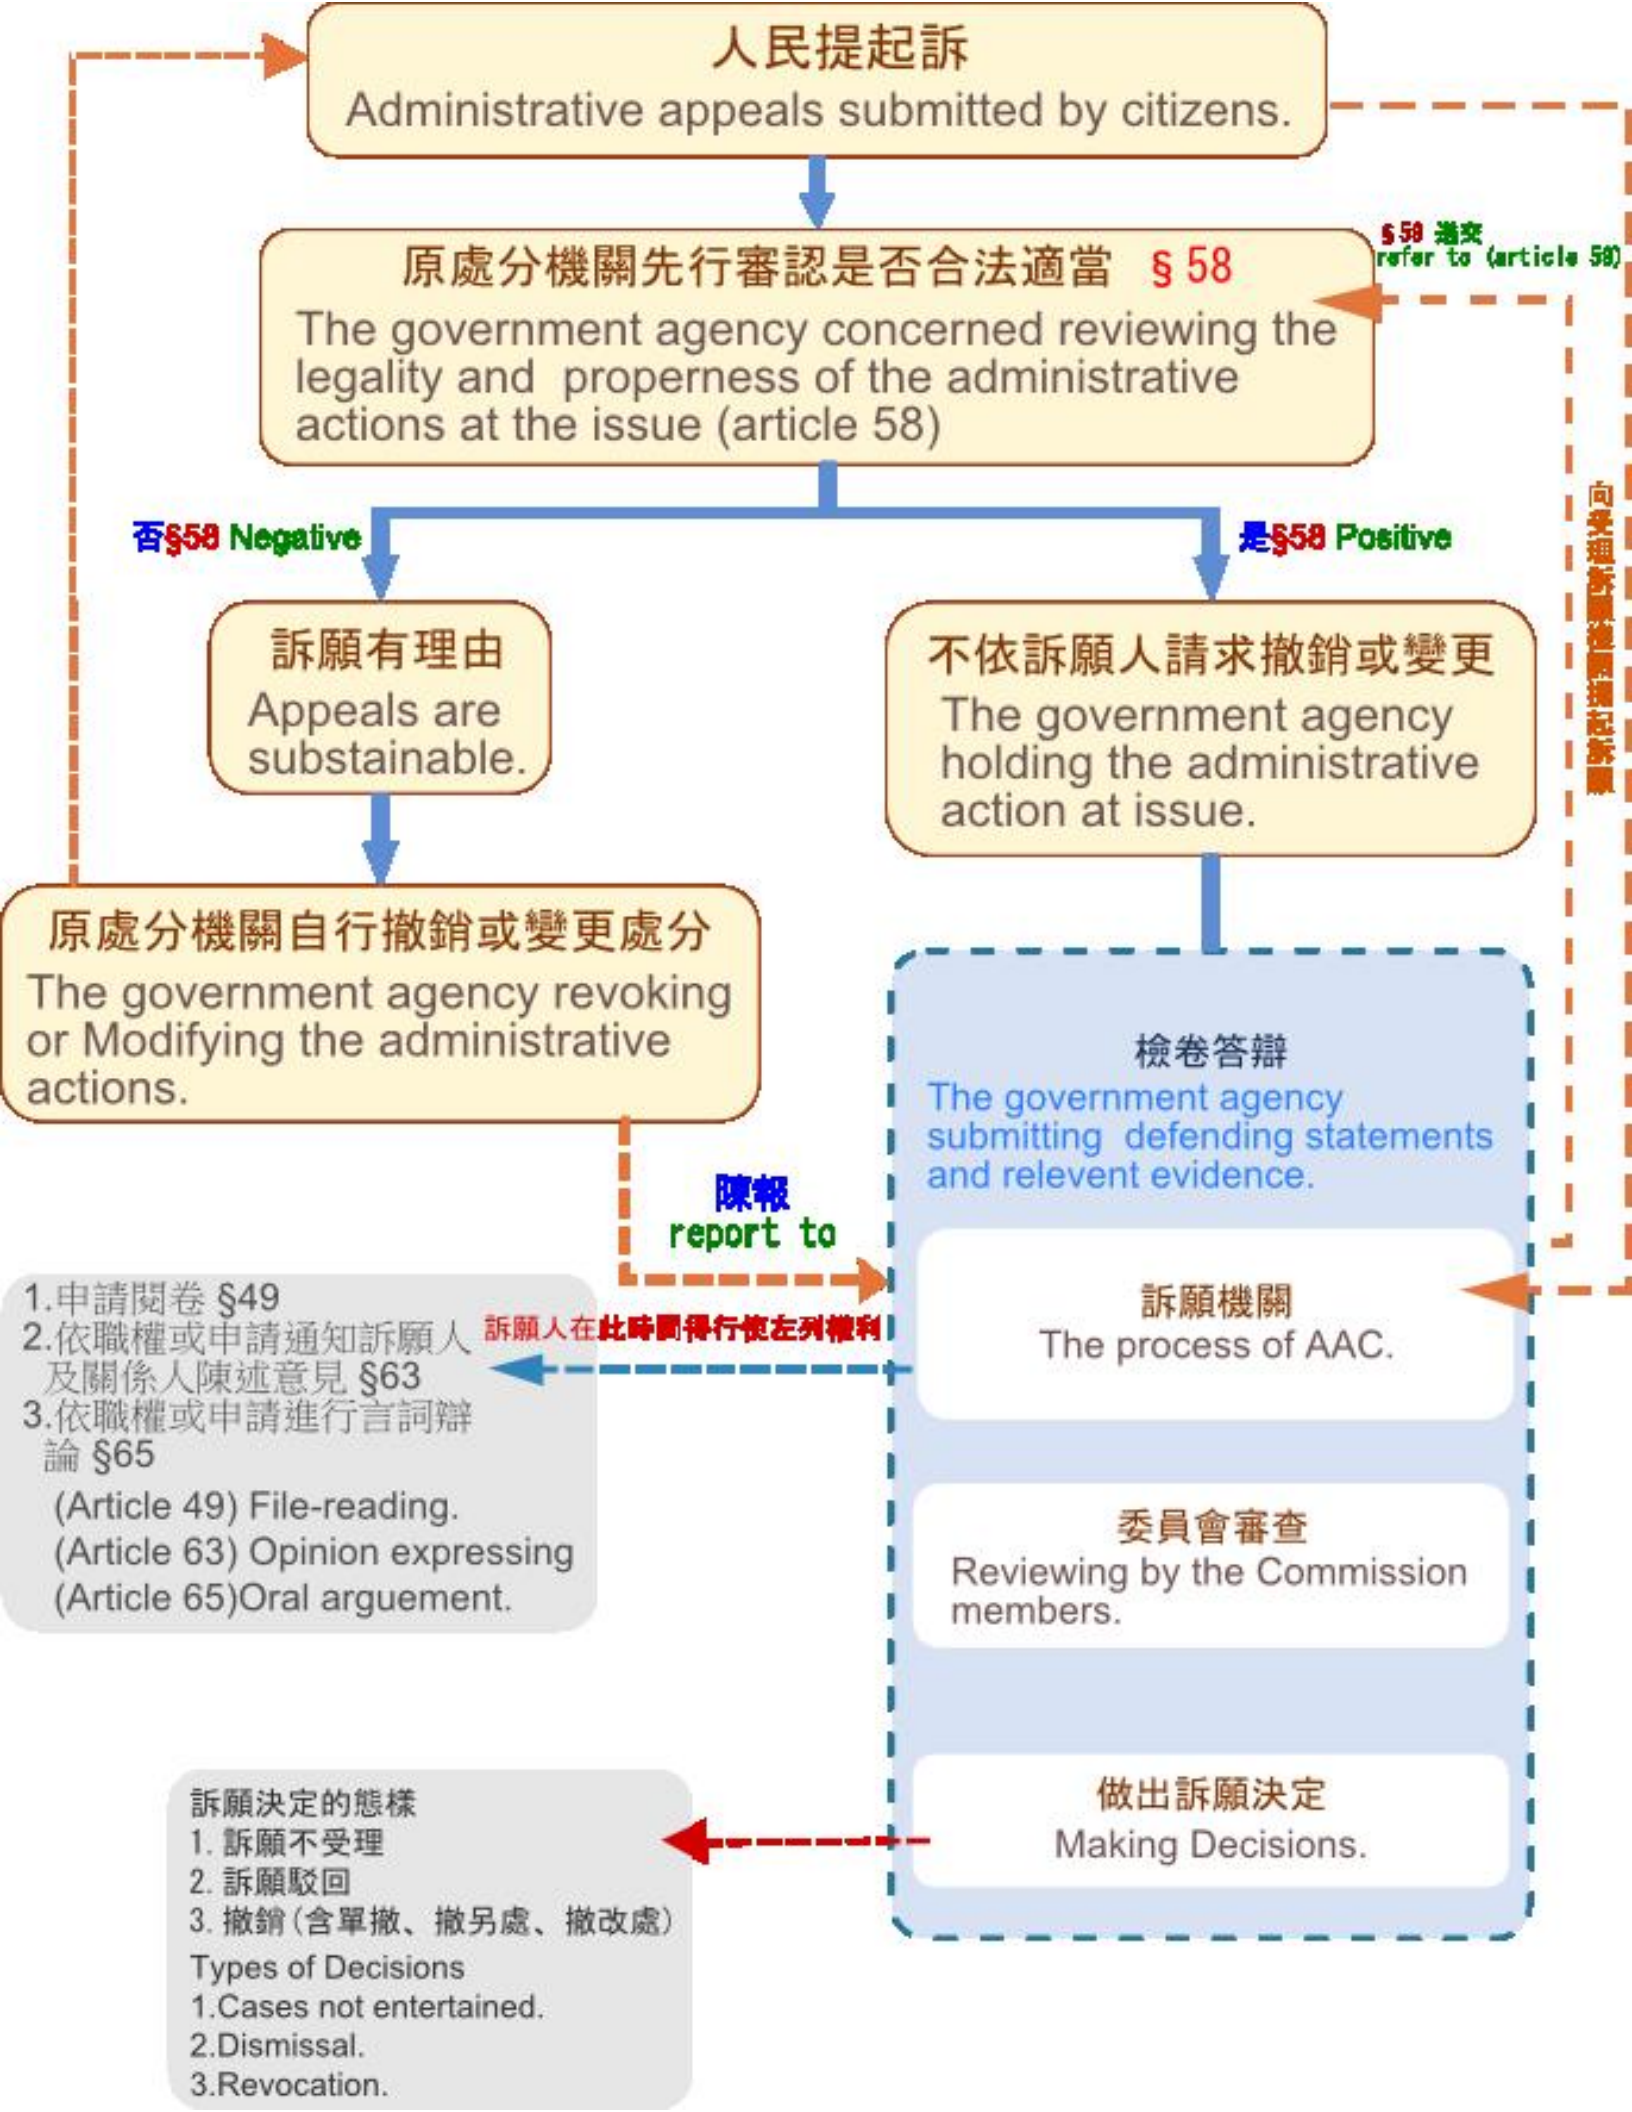 人民提起訴
Administrative appeals submitted by citizens.
原處分機關先行審認是否合法適當 §58
The government agency concerned reviewing the
legality and properness of the administrative
actions at the issue (article 58)
§58 遞交
refer to (article 58)
否§58 Negative
是§58 Positive
向受理訴願機關提起訴願
訴願有理由
Appeals are
substainable.
不依訴願人請求撤銷或變更
The government agency
holding the administrative
action at issue.
原處分機關自行撤銷或變更處分
The government agency revoking
or Modifying the administrative
actions.
陳報
report to
檢卷答辯
The government agency
submitting defending statements
and relevent evidence.
訴願機關
The process of AAC.
訴願人在此時間得行使左列權利
1.申請閱卷 §49
2.依職權或申請通知訴願人
及關係人陳述意見 §63
3.依職權或申請進行言詞辯
論 §65
(Article 49) File-reading.
(Article 63) Opinion expressing
(Article 65)Oral arguement.
委員會審查
Reviewing by the Commission
members.
做出訴願決定
Making Decisions.
訴願決定的態樣
1. 訴願不受理
2. 訴願駁回
3. 撤銷(含單撤、撤另處、撤改處)
Types of Decisions
1.Cases not entertained.
2.Dismissal.
3.Revocation.